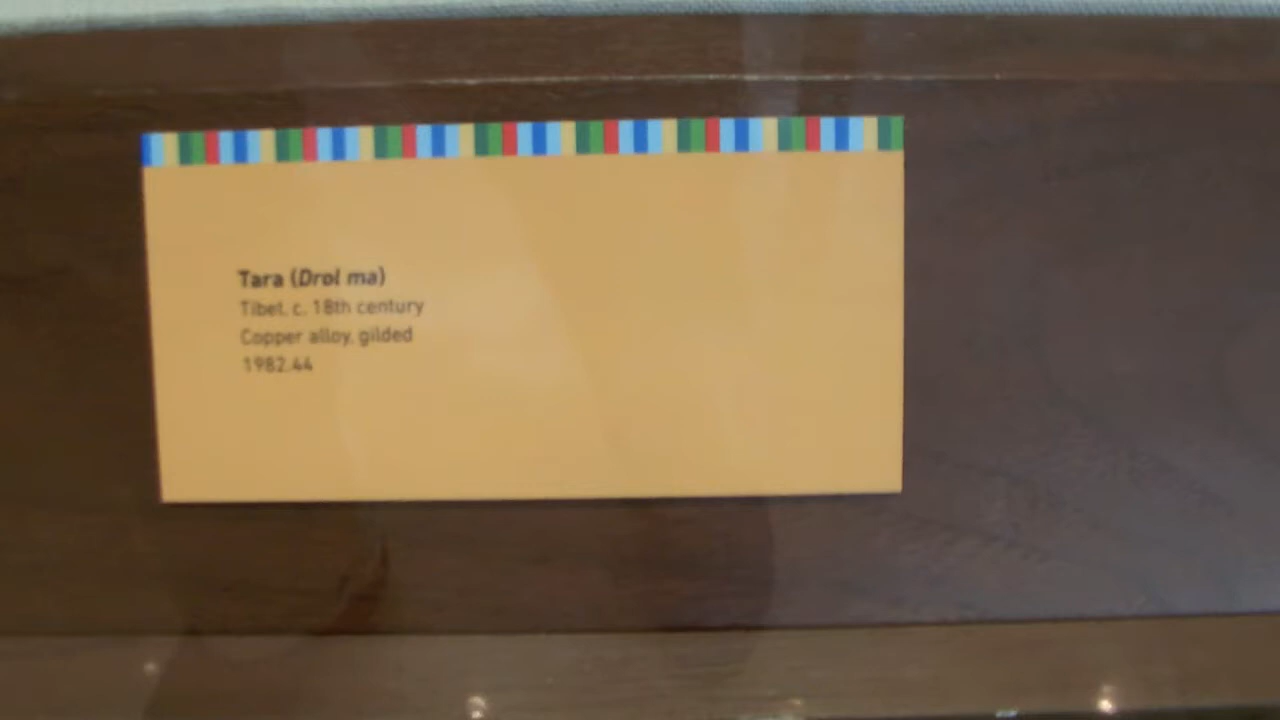 Tara (Drol ma)
Tibet, c. 18th century
Copper alloy, gilded
1982.44